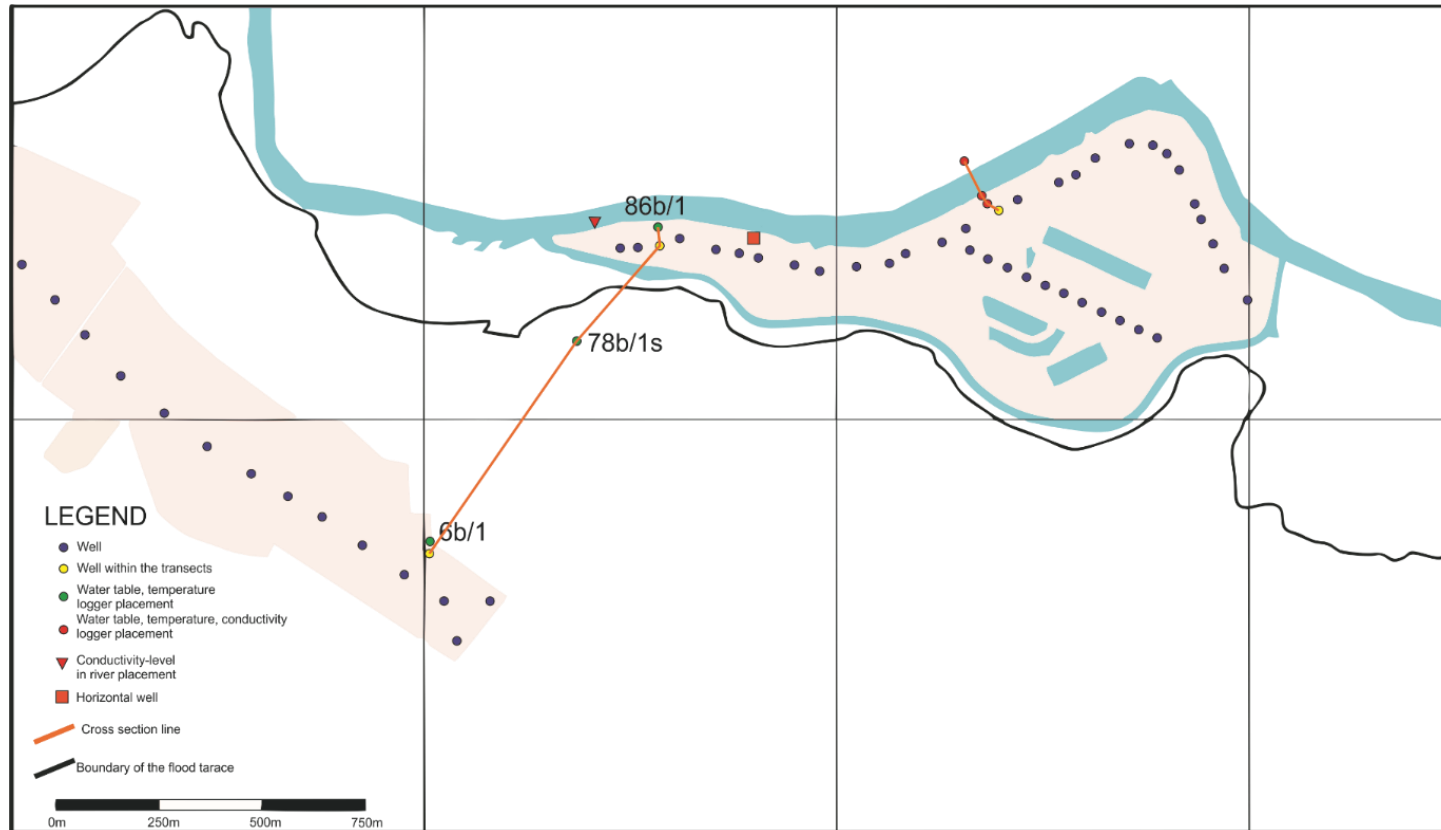 86b/1
78b/1s
6b/1
LEGEND
Well
Well within the transects
Water table, temperature
logger placement
Water table, temperature, conductivity
logger placement
Conductivity-level
in river placement
Horizontal well
Cross section line
Boundary of the flood tarace
0m 250m 500m 750m